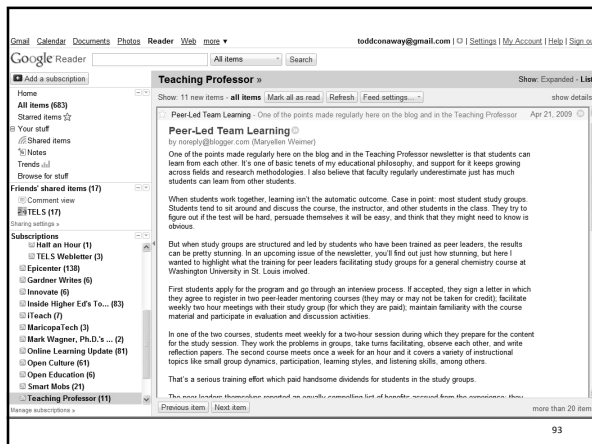 Gmail Calendar Documents Photos Reader Web more ▼
toddconaway@gmail.com | Settings | My Account | Help | Sign ou
Google Reader All items Search
Add a subscription
Home
All items (683)
Starred items
Your stuff
Shared items
Notes
Trends
Browse for stuff
Friends' shared items (17)
Comment view
TELS (17)
Sharing settings »
Subscriptions
Half an Hour (1)
TELS Webletter (3)
Epicenter (138)
Gardner Writes (6)
Innovate (6)
Inside Higher Ed's To... (83)
iTeach (7)
MaricopaTech (3)
Mark Wagner, Ph.D.'s ... (2)
Online Learning Update (81)
Open Culture (61)
Open Education (6)
Smart Mobs (21)
Teaching Professor (11)
Manage subscriptions »
Teaching Professor »
Show: Expanded - List
Show: 11 new items - all items Mark all as read Refresh Feed settings...
show details
Peer-Led Team Learning - One of the points made regularly here on the blog and in the Teaching Professor Apr 21, 2009
Peer-Led Team Learning
by noreply@blogger.com (Maryellen Weimer)
One of the points made regularly here on the blog and in the Teaching Professor newsletter is that students can
learn from each other. It's one of basic tenets of my educational philosophy, and support for it keeps growing
across fields and research methodologies. I also believe that faculty regularly underestimate just has much
students can learn from other students.
When students work together, learning isn't the automatic outcome. Case in point: most student study groups.
Students tend to sit around and discuss the course, the instructor, and other students in the class. They try to
figure out if the test will be hard, persuade themselves it will be easy, and think that they might need to know is
obvious.
But when study groups are structured and led by students who have been trained as peer leaders, the results
can be pretty stunning. In an upcoming issue of the newsletter, you'll find out just how stunning, but here I
wanted to highlight what the training for peer leaders facilitating study groups for a general chemistry course at
Washington University in St. Louis involved.
First students apply for the program and go through an interview process. If accepted, they sign a letter in which
they agree to register in two peer-leader mentoring courses (they may or may not be taken for credit); facilitate
weekly two hour meetings with their study group (for which they are paid); maintain familiarity with the course
material and participate in evaluation and discussion activities.
In one of the two courses, students meet weekly for a two-hour session during which they prepare for the content
for the study session. They work the problems in groups, take turns facilitating, observe each other, and write
reflection papers. The second course meets once a week for an hour and it covers a variety of instructional
topics like small group dynamics, participation, learning styles, and listening skills, among others.
That's a serious training effort which paid handsome dividends for students in the study groups.
The peer leaders themselves reported an equally compelling list of benefits accrued from the experience: they
Previous item Next item
more than 20 item
93